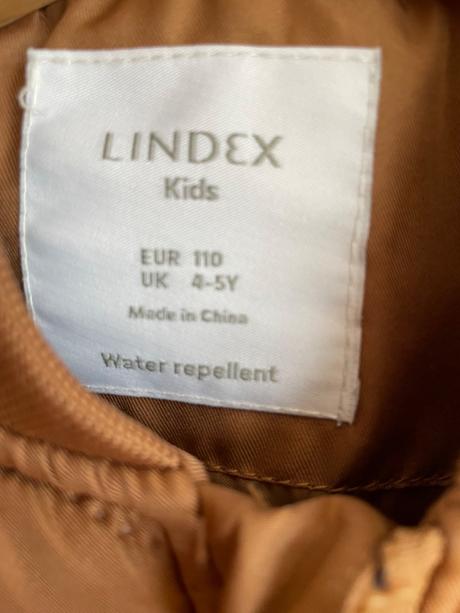 LINDEX
Kids
EUR 110
UK 4-5Y
Made in China
Water repellent